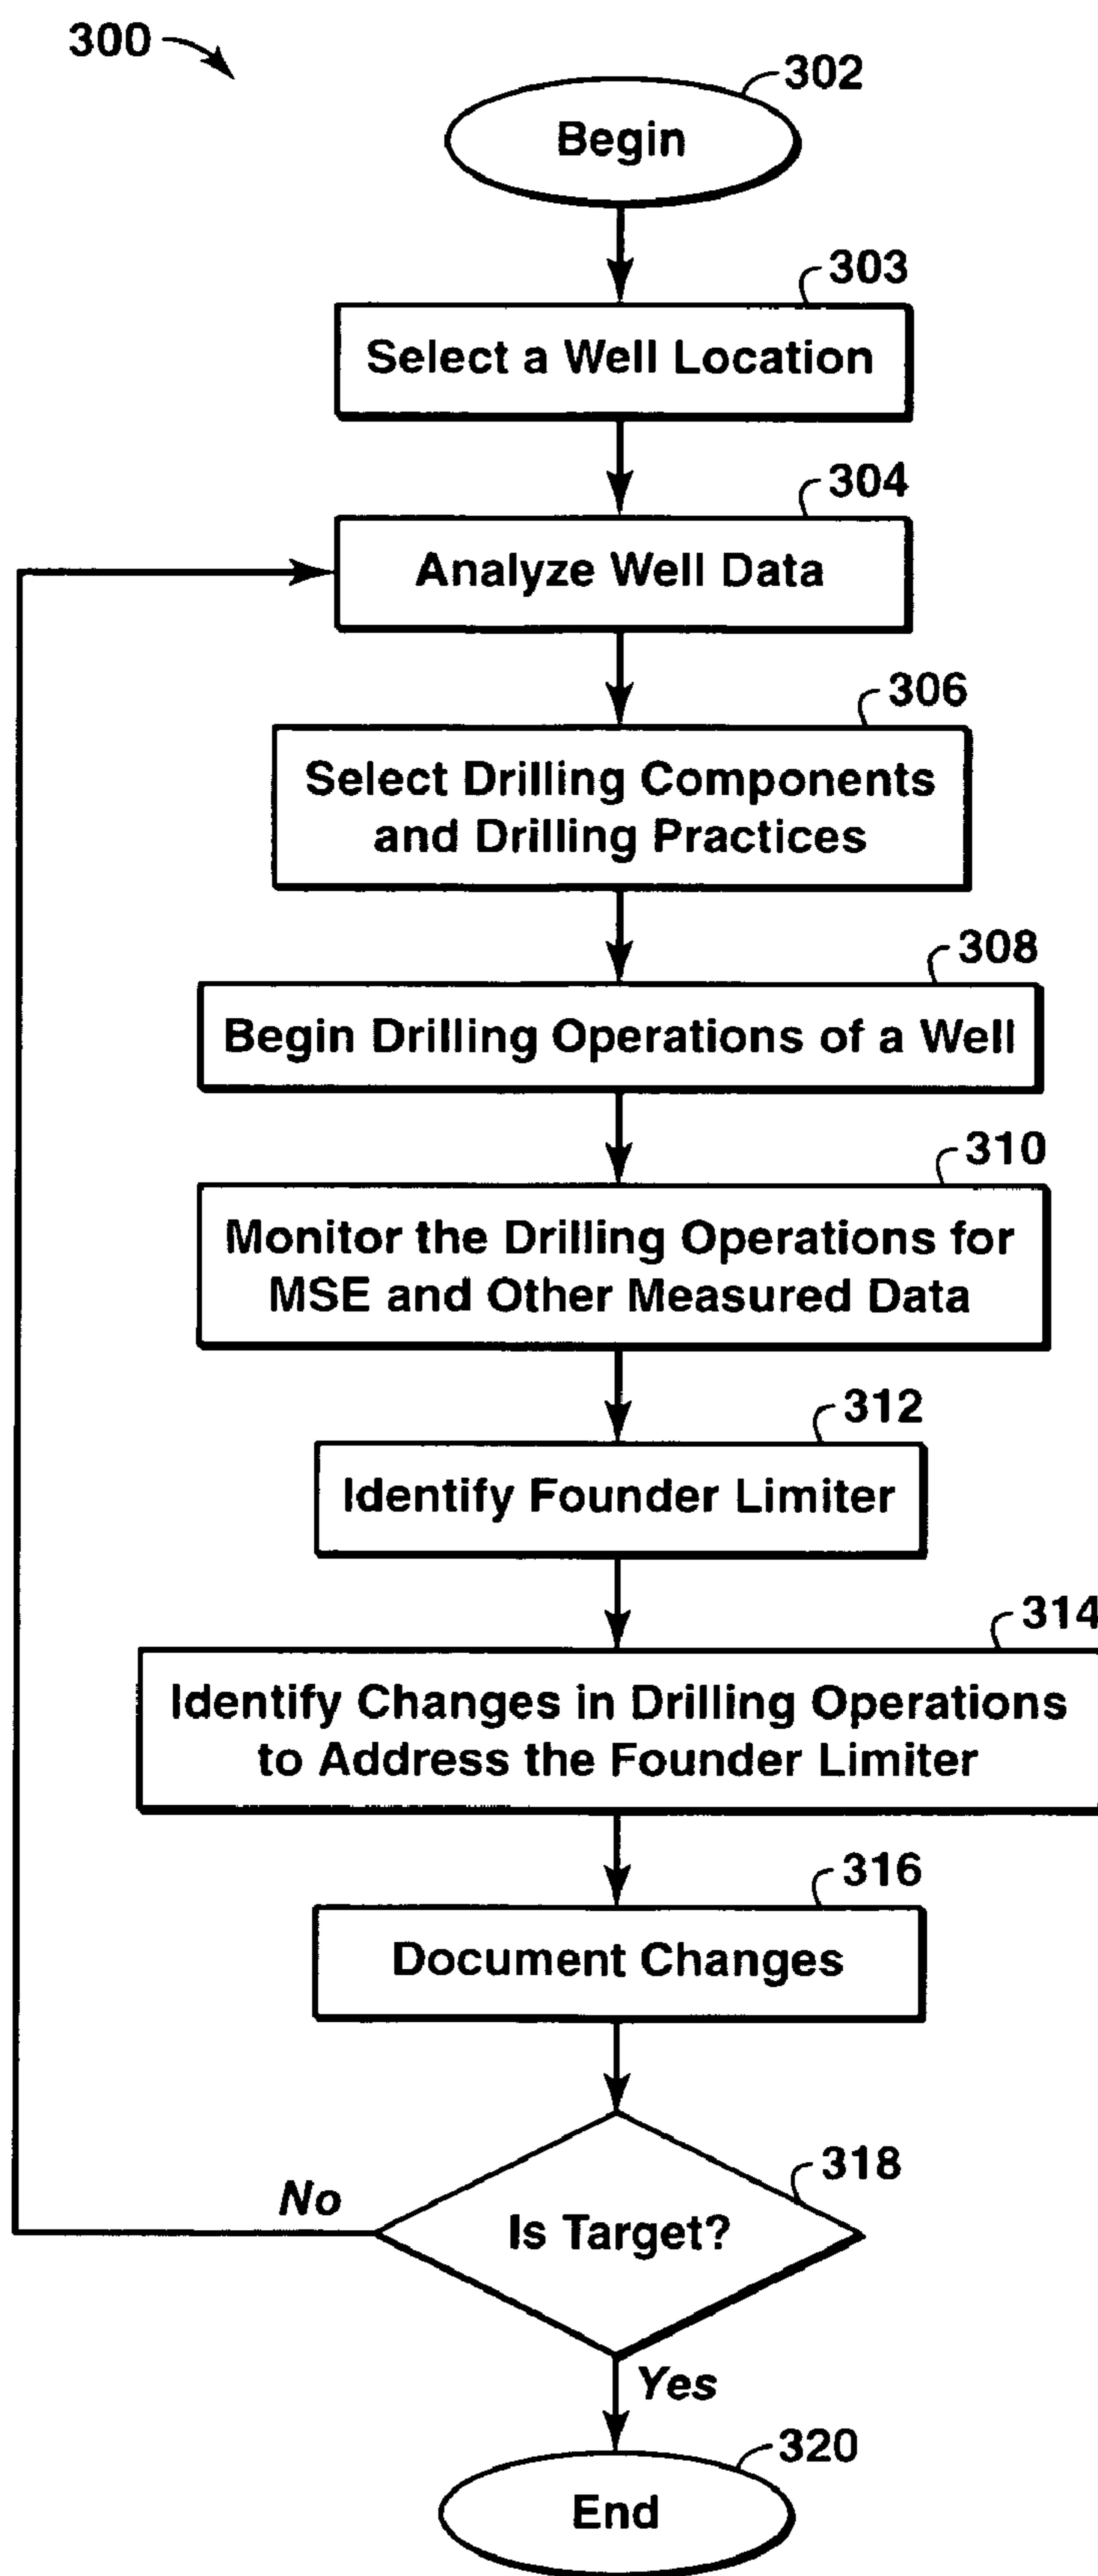 300
302
Begin
303
Select a Well Location
304
Analyze Well Data
306
Select Drilling Components
and Drilling Practices
308
Begin Drilling Operations of a Well
310
Monitor the Drilling Operations for
MSE and Other Measured Data
312
Identify Founder Limiter
314
Identify Changes in Drilling Operations
to Address the Founder Limiter
316
Document Changes
318
No
Is Target?
Yes
320
End